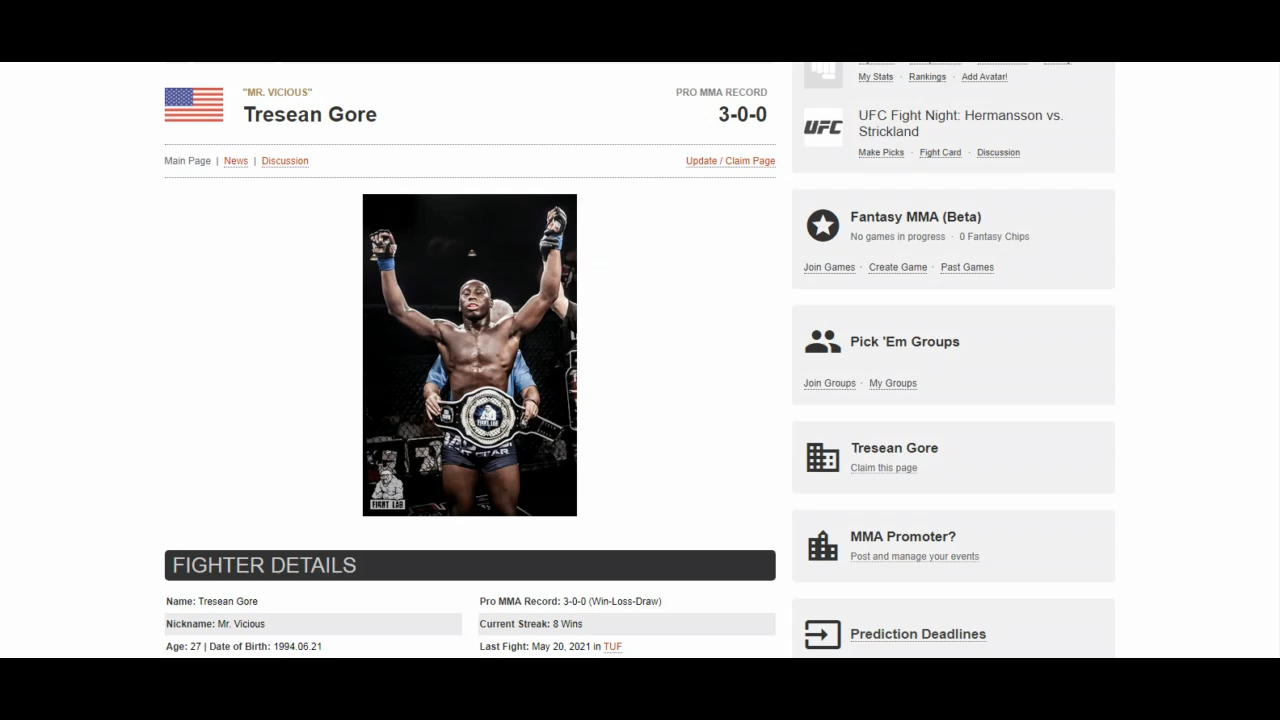 "MR. VICIOUS"
Tresean Gore
PRO MMA RECORD
3-0-0
Main Page | News | Discussion
Update / Claim Page
FIGHT LAB
FIGHTER DETAILS
Name: Tresean Gore
Nickname: Mr. Vicious
Age: 27 | Date of Birth: 1994.06.21
Pro MMA Record: 3-0-0 (Win-Loss-Draw)
Current Streak: 8 Wins
Last Fight: May 20, 2021 in TUF
My Stats · Rankings · Add Avatar!
UFC
UFC Fight Night: Hermansson vs.
Strickland
Make Picks · Fight Card · Discussion
Fantasy MMA (Beta)
No games in progress · 0 Fantasy Chips
Join Games · Create Game · Past Games
Pick 'Em Groups
Join Groups · My Groups
Tresean Gore
Claim this page
MMA Promoter?
Post and manage your events
Prediction Deadlines